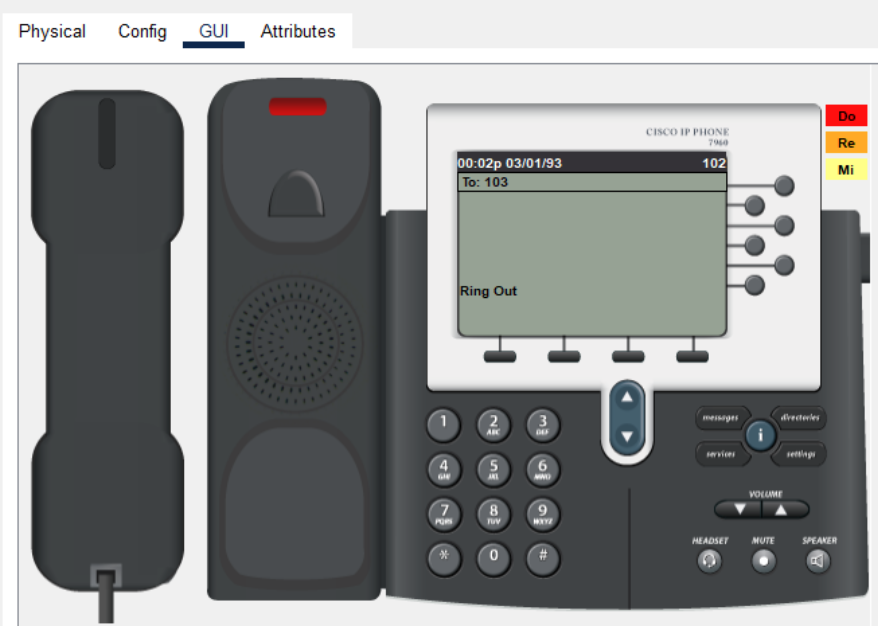 Physical Config GUI Attributes
CISCO IP PHONE
7960
Do
Re
Mi
00:02p 03/01/93 102
To: 103
Ring Out
1 2 ABC 3 DEF
4 GHI 5 JKL 6 MNO
7 PQRS 8 TUV 9 WXYZ
* 0 #
messages directories
i
services settings
VOLUME
HEADSET MUTE SPEAKER